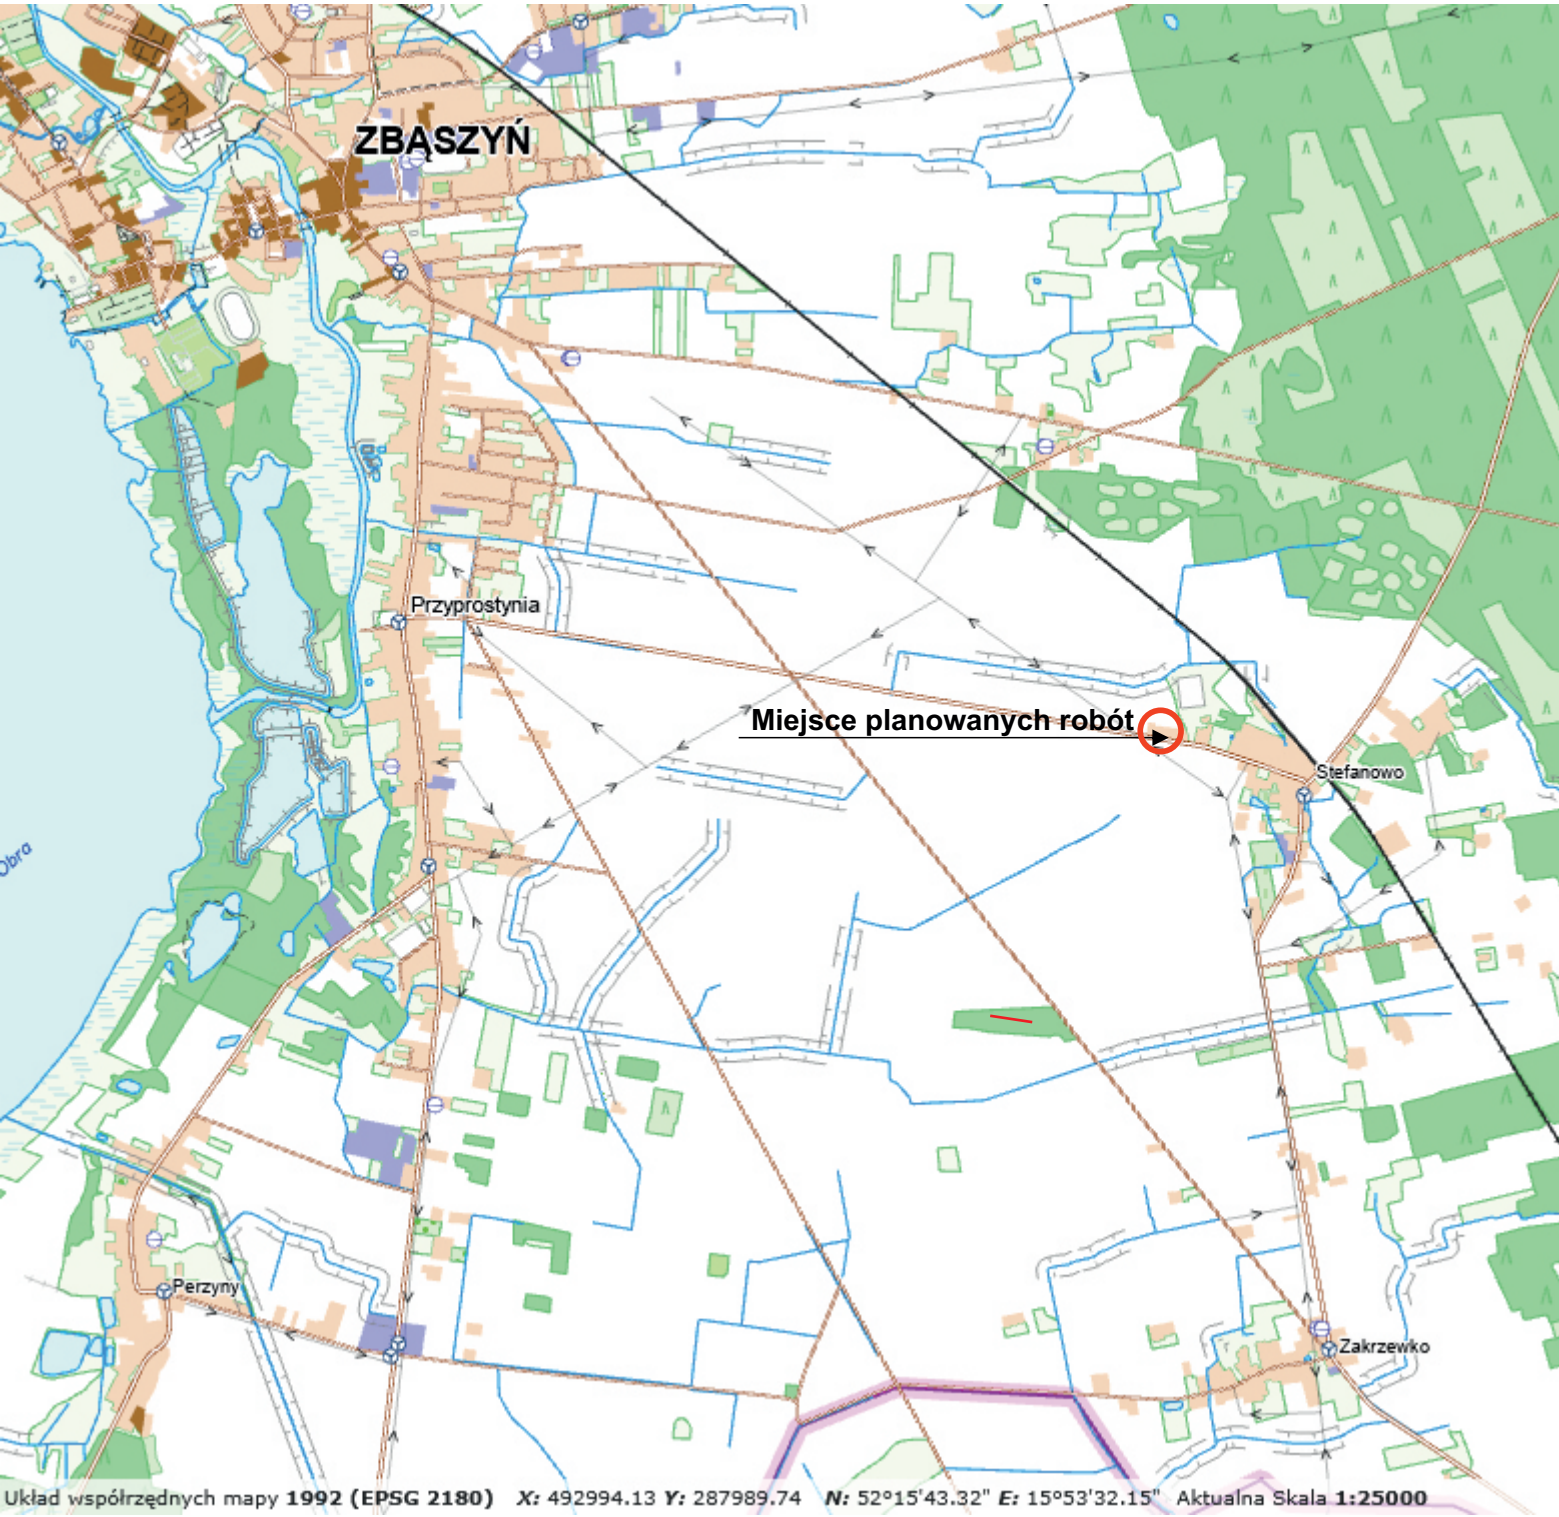 ZBĄSZYŃ
Przyprostynia
Miejsce planowanych robót
Stefanowo
Obra
Perzyny
Zakrzewko
Układ współrzędnych mapy 1992 (EPSG 2180) X: 492994.13 Y: 287989.74 N: 52°15'43.32" E: 15°53'32.15" Aktualna Skala 1:25000